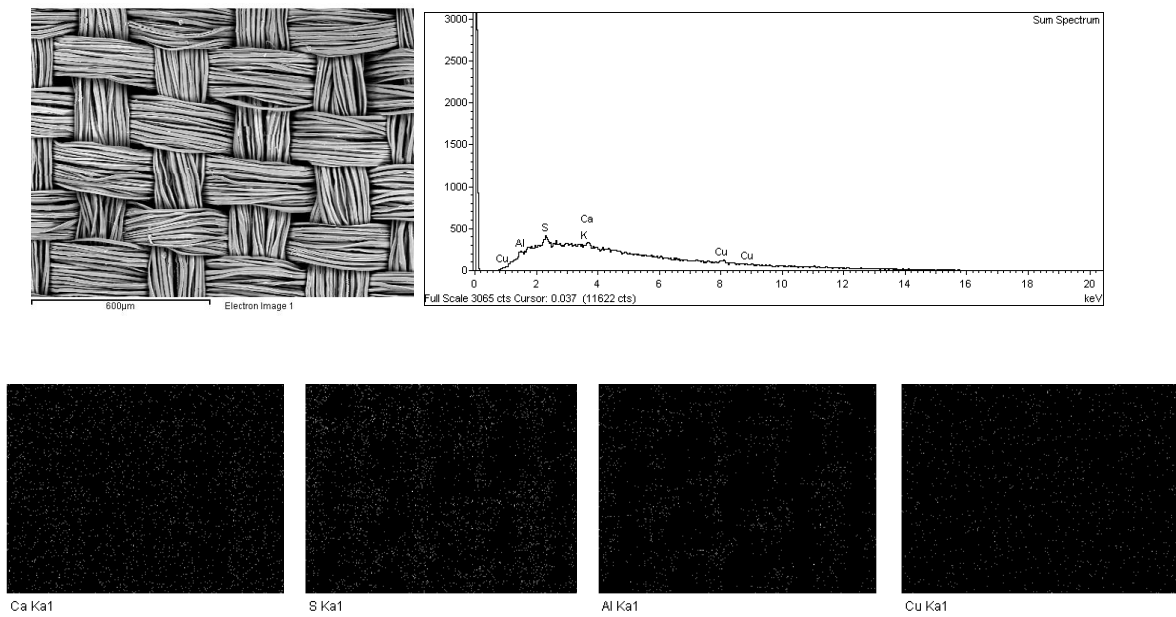 Sum Spectrum
3000
2500
2000
1500
1000
500
0
Cu
Al
S
Ca
K
Cu
Cu
0 2 4 6 8 10 12 14 16 18 20
keV
Full Scale 3065 cts Cursor: 0.037 (11622 cts)
600µm
Electron Image 1
Ca Ka1
S Ka1
Al Ka1
Cu Ka1